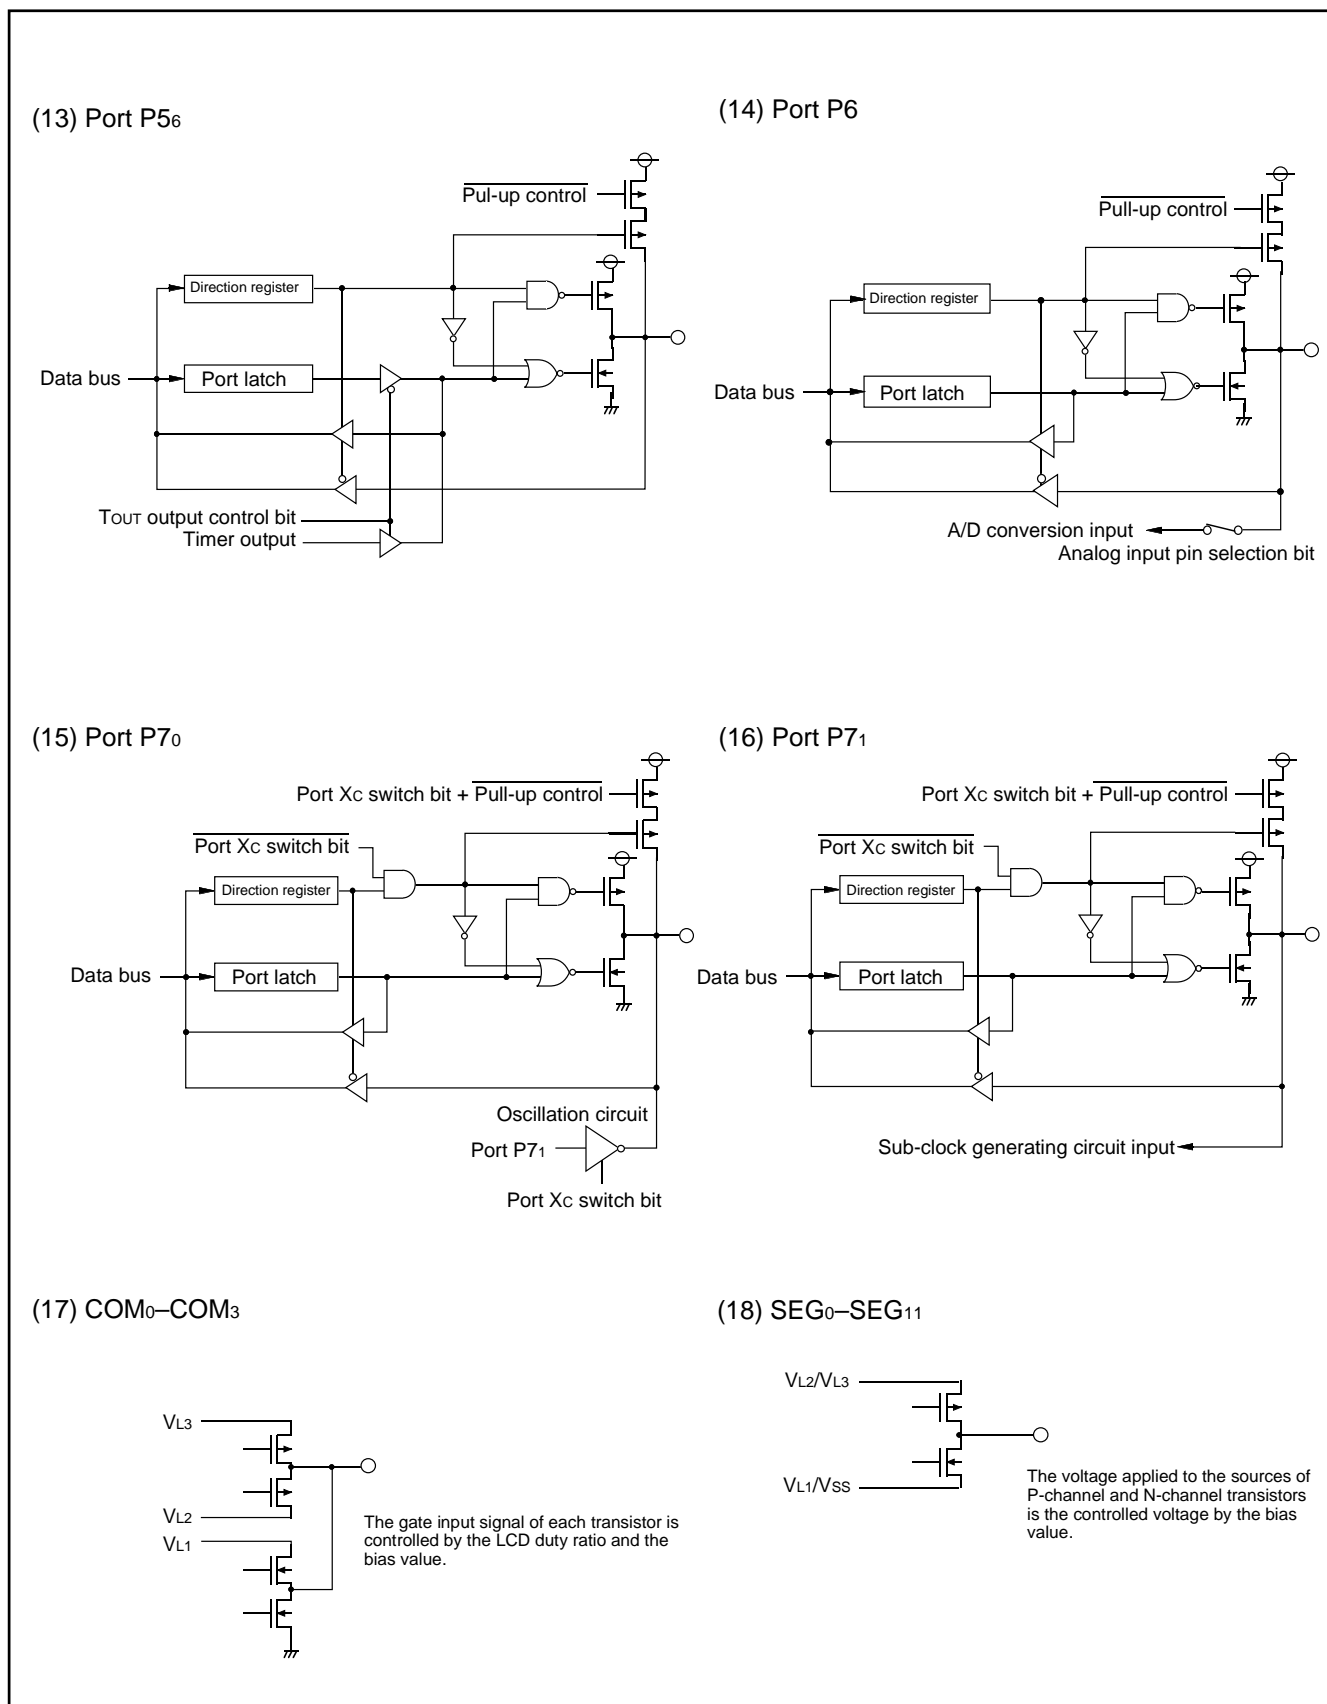 (13) Port P56
Pul-up control
Direction register
Data bus
Port latch
TOUT output control bit
Timer output
(14) Port P6
Pull-up control
Direction register
Data bus
Port latch
A/D conversion input
Analog input pin selection bit
(15) Port P70
Port XC switch bit + Pull-up control
Port XC switch bit
Direction register
Data bus
Port latch
Oscillation circuit
Port P71
Port XC switch bit
(16) Port P71
Port XC switch bit + Pull-up control
Port XC switch bit
Direction register
Data bus
Port latch
Sub-clock generating circuit input
(17) COM0–COM3
VL3
VL2
VL1
The gate input signal of each transistor is
controlled by the LCD duty ratio and the
bias value.
(18) SEG0–SEG11
VL2/VL3
VL1/VSS
The voltage applied to the sources of
P-channel and N-channel transistors
is the controlled voltage by the bias
value.